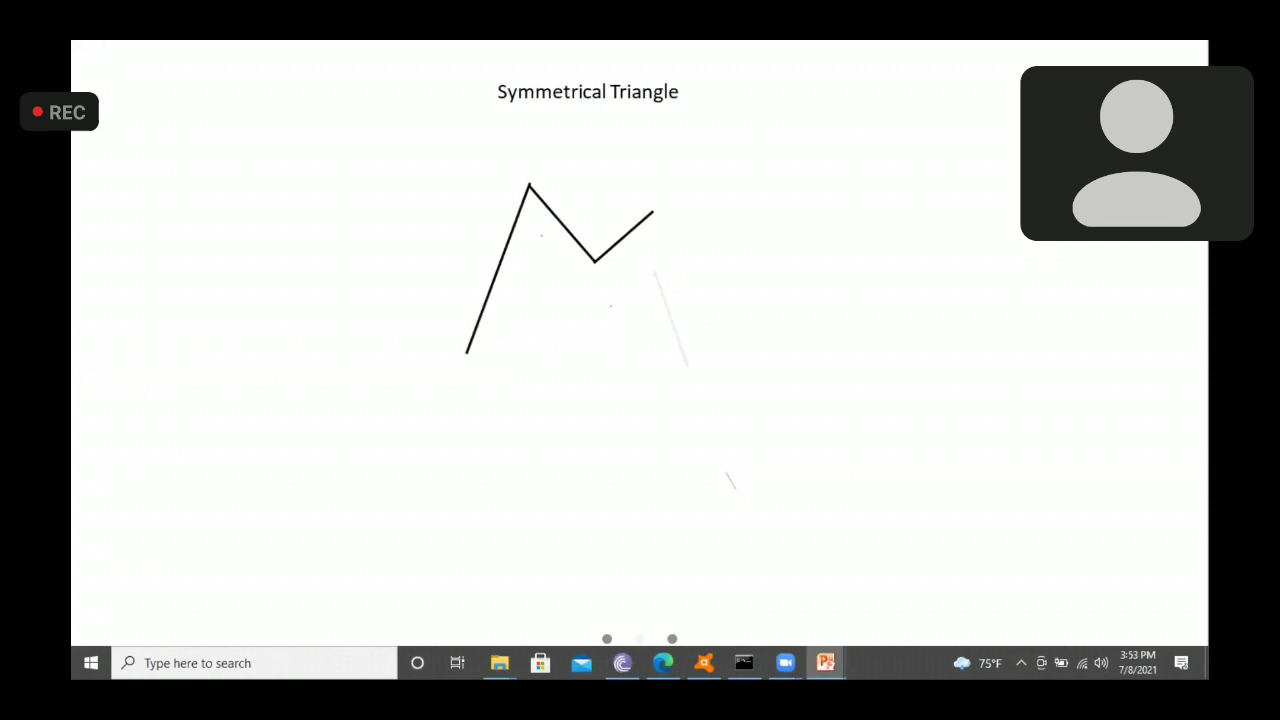 Symmetrical Triangle
REC
Type here to search
75°F
3:53 PM
7/8/2021